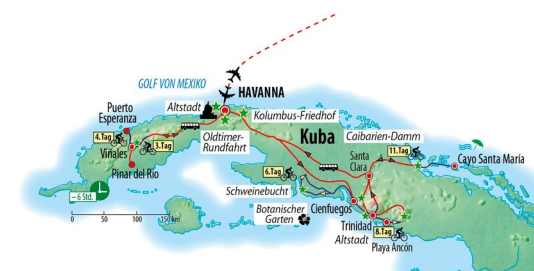 GOLF VON MEXIKO
HAVANNA
Altstadt
Kolumbus-Friedhof
Puerto
Esperanza
4.Tag
3.Tag
Viñales
Pinar del Río
Oldtimer-
Rundfahrt
Kuba
Caibarien-Damm
11.Tag
Cayo Santa María
Santa
Clara
6.Tag
Schweinebucht
– 6 Std.
Botanischer
Garten
Cienfuegos
Trinidad
Altstadt
8.Tag
Playa Ancón
0 50 100 150 km